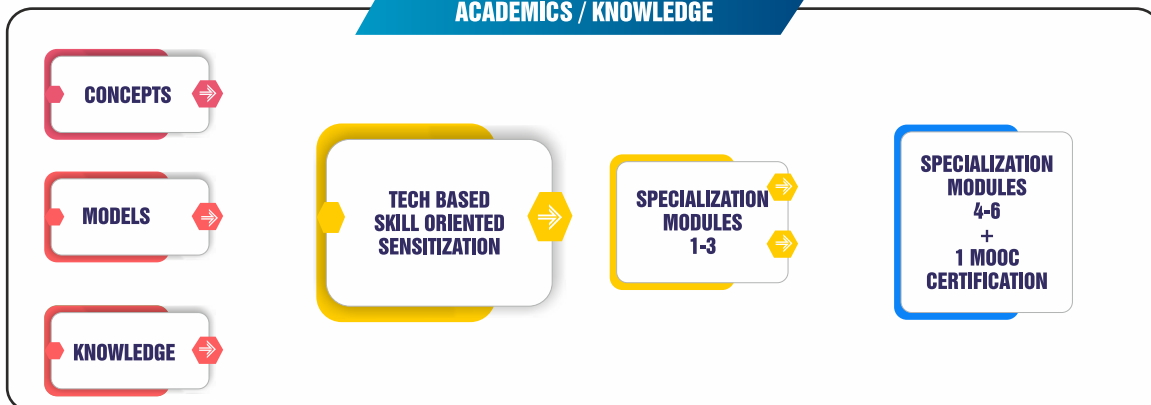 ACADEMICS / KNOWLEDGE
CONCEPTS
MODELS
KNOWLEDGE
TECH BASED
SKILL ORIENTED
SENSITIZATION
SPECIALIZATION
MODULES
1-3
SPECIALIZATION
MODULES
4-6
+
1 MOOC
CERTIFICATION